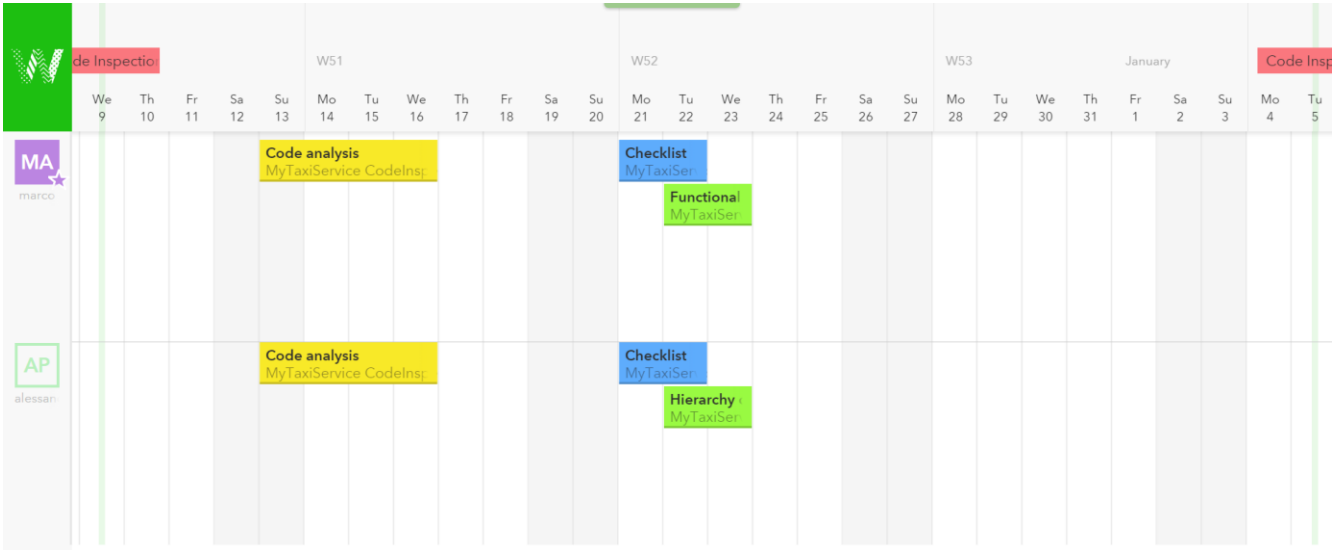 W
de Inspectio
W51
W52
W53
January
Code Insp
We Th Fr Sa Su Mo Tu We Th Fr Sa Su Mo Tu We Th Fr Sa Su Mo Tu We Th Fr Sa Su Mo Tu
9 10 11 12 13 14 15 16 17 18 19 20 21 22 23 24 25 26 27 28 29 30 31 1 2 3 4 5
MA
marco
Code analysis
MyTaxiService CodeInsp
Checklist
MyTaxiSer
Functional
MyTaxiSer
AP
alessan
Code analysis
MyTaxiService CodeInsp
Checklist
MyTaxiSer
Hierarchy
MyTaxiSer